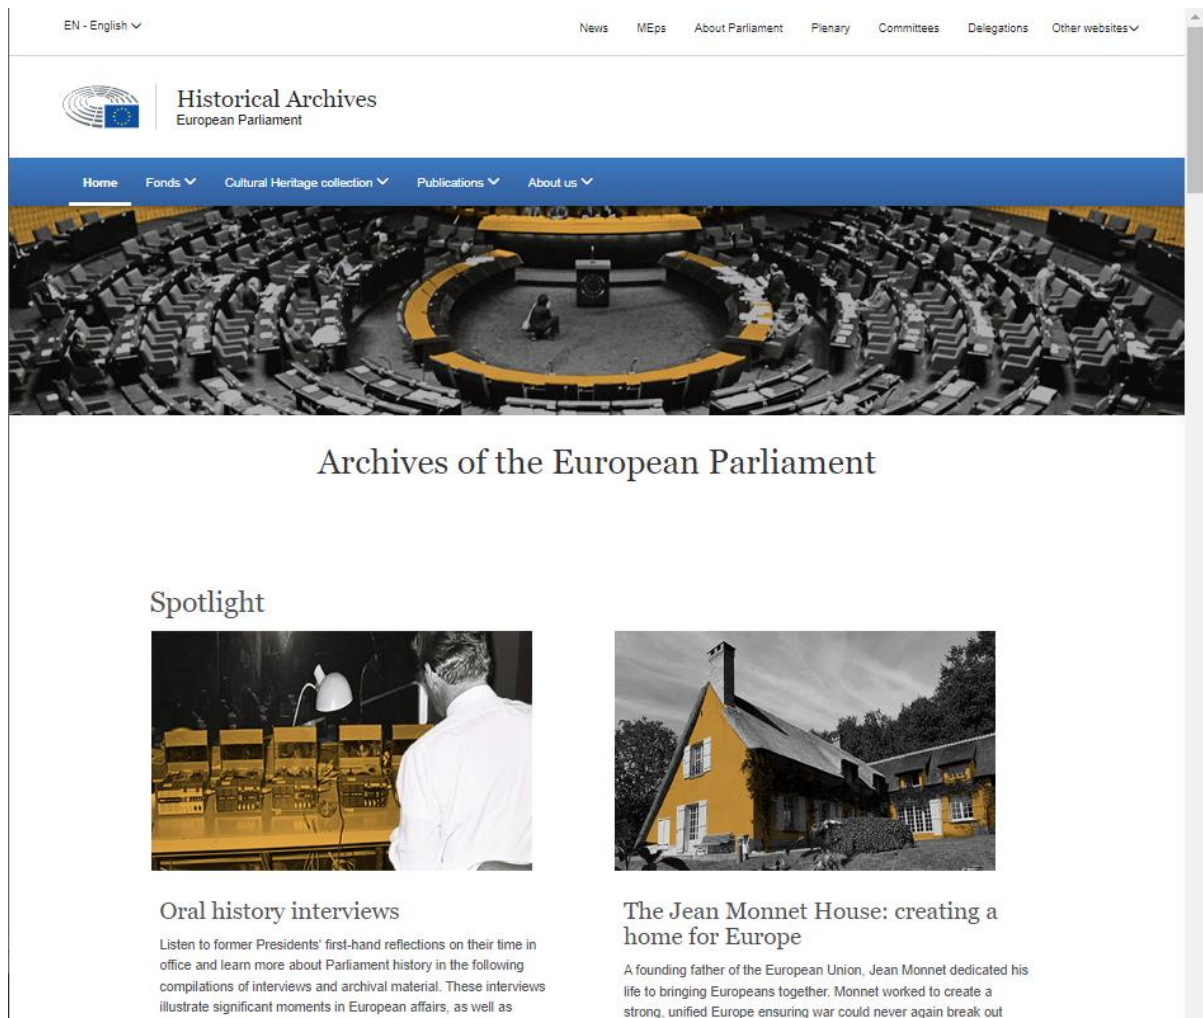 EN - English
News MEps About Parliament Plenary Committees Delegations Other websites
Historical Archives
European Parliament
Home Fonds Cultural Heritage collection Publications About us
Archives of the European Parliament
Spotlight
Oral history interviews
Listen to former Presidents' first-hand reflections on their time in
office and learn more about Parliament history in the following
compilations of interviews and archival material. These interviews
illustrate significant moments in European affairs, as well as
The Jean Monnet House: creating a
home for Europe
A founding father of the European Union, Jean Monnet dedicated his
life to bringing Europeans together. Monnet worked to create a
strong, unified Europe ensuring war could never again break out